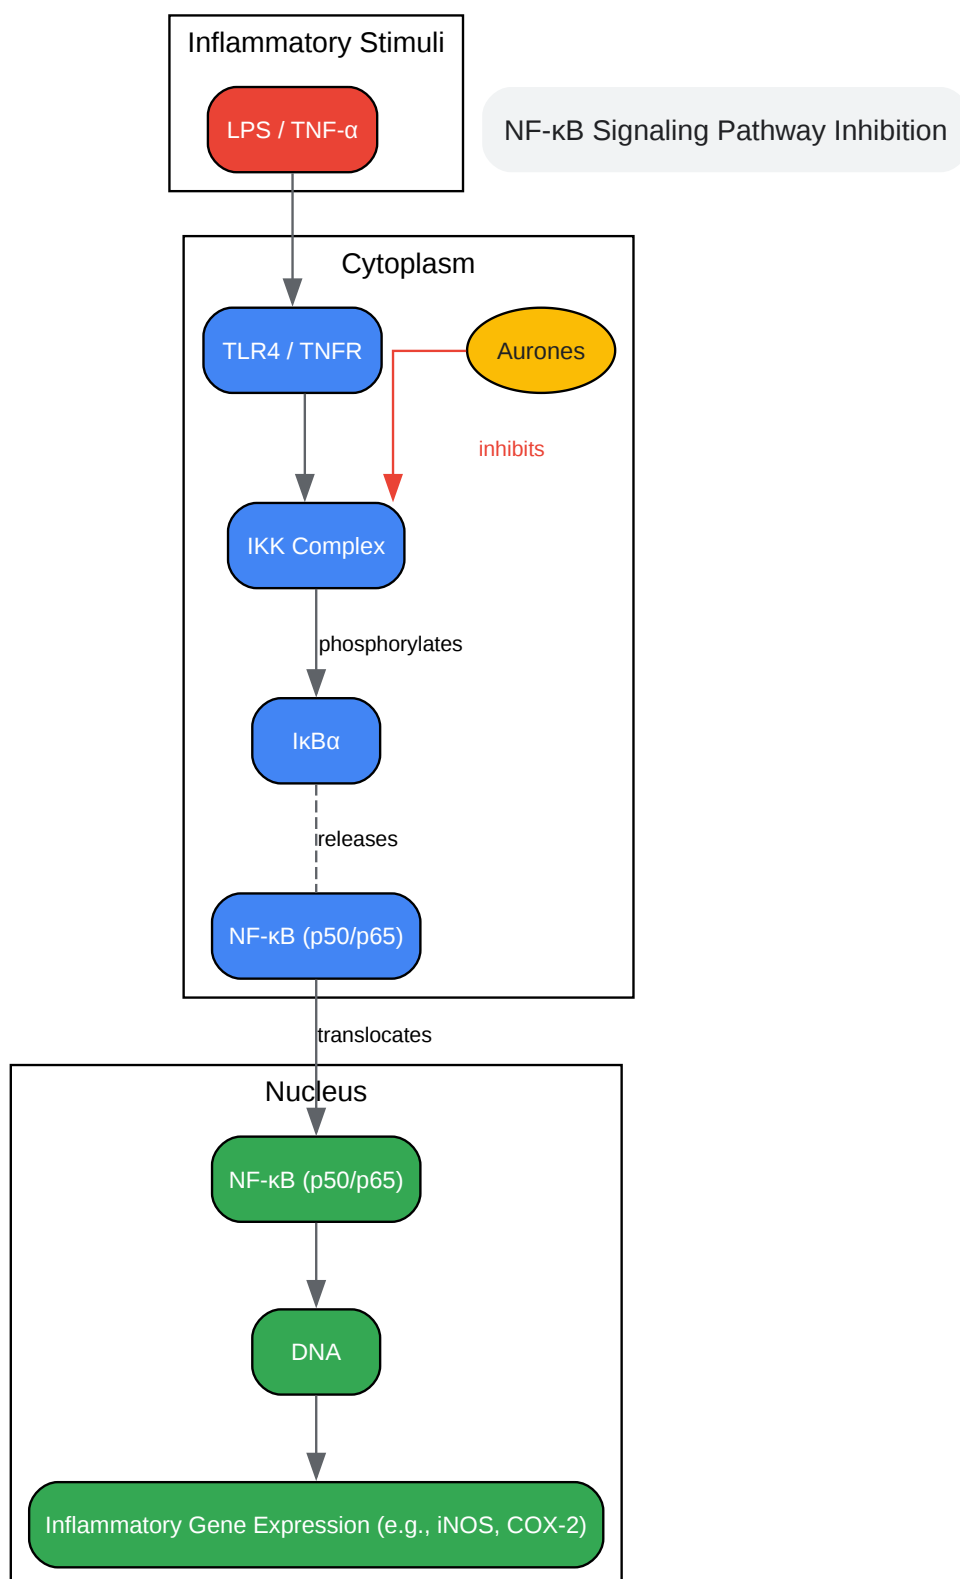 Inflammatory Stimuli
LPS / TNF-α
NF-κB Signaling Pathway Inhibition
Cytoplasm
TLR4 / TNFR
Aurones
inhibits
IKK Complex
phosphorylates
IκBα
releases
NF-κB (p50/p65)
translocates
Nucleus
NF-κB (p50/p65)
DNA
Inflammatory Gene Expression (e.g., iNOS, COX-2)